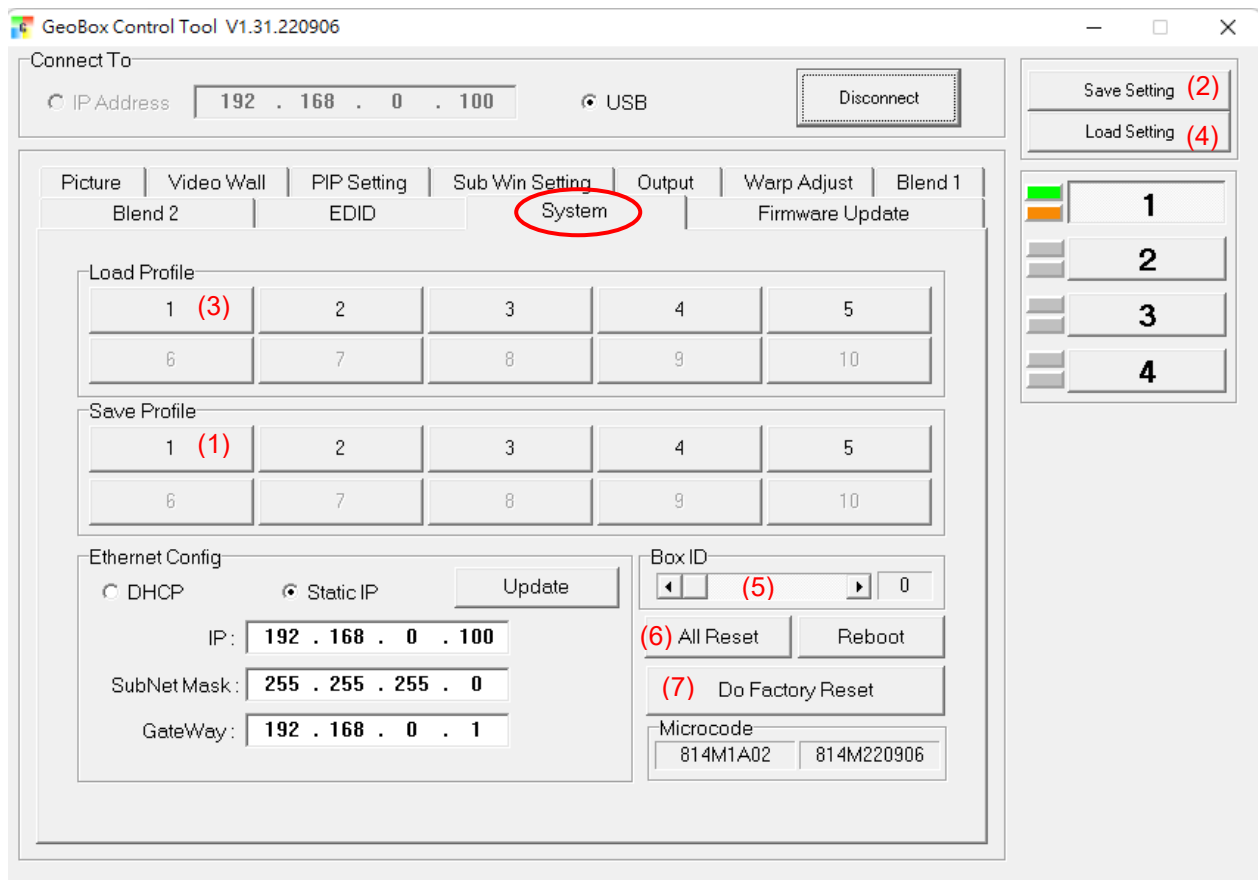 GeoBox Control Tool V1.31.220906
Connect To
IP Address 192 . 168 . 0 . 100 USB Disconnect
Save Setting (2)
Load Setting (4)
Picture Video Wall PIP Setting Sub Win Setting Output Warp Adjust Blend 1
Blend 2 EDID System Firmware Update
1
2
3
4
Load Profile
1 (3) 2 3 4 5
6 7 8 9 10
Save Profile
1 (1) 2 3 4 5
6 7 8 9 10
Ethernet Config
DHCP Static IP Update
IP : 192 . 168 . 0 . 100
SubNet Mask : 255 . 255 . 255 . 0
GateWay : 192 . 168 . 0 . 1
Box ID
(5) 0
(6) All Reset Reboot
(7) Do Factory Reset
Microcode
814M1A02 814M220906